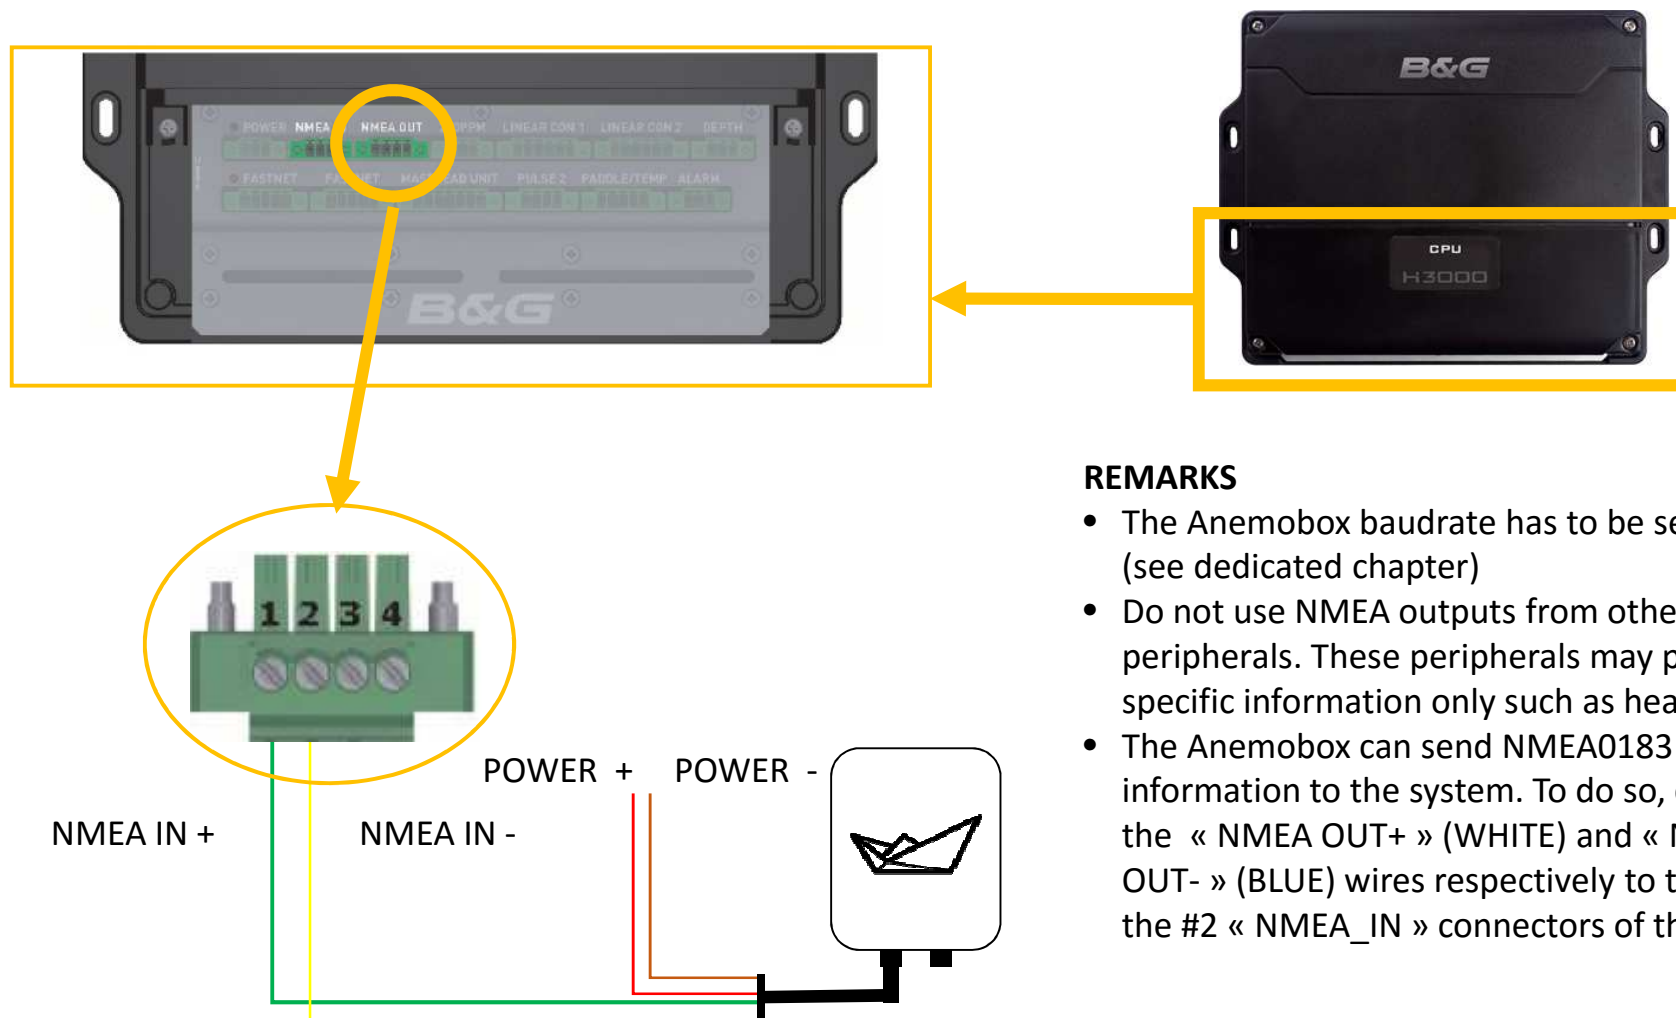 B&G
CPU
H3000
POWER NMEA NMEA OUT LINEAR CON 1 LINEAR CON 2 DEPTH
FASTNET PULSE 2 PADDLE/TEMP ALARM
B&G
1 2 3 4
POWER + POWER -
NMEA IN + NMEA IN -
REMARKS
• The Anemobox baudrate has to be se
(see dedicated chapter)
• Do not use NMEA outputs from othe
peripherals. These peripherals may p
specific information only such as hea
• The Anemobox can send NMEA0183
information to the system. To do so,
the « NMEA OUT+ » (WHITE) and «
OUT- » (BLUE) wires respectively to t
the #2 « NMEA_IN » connectors of th